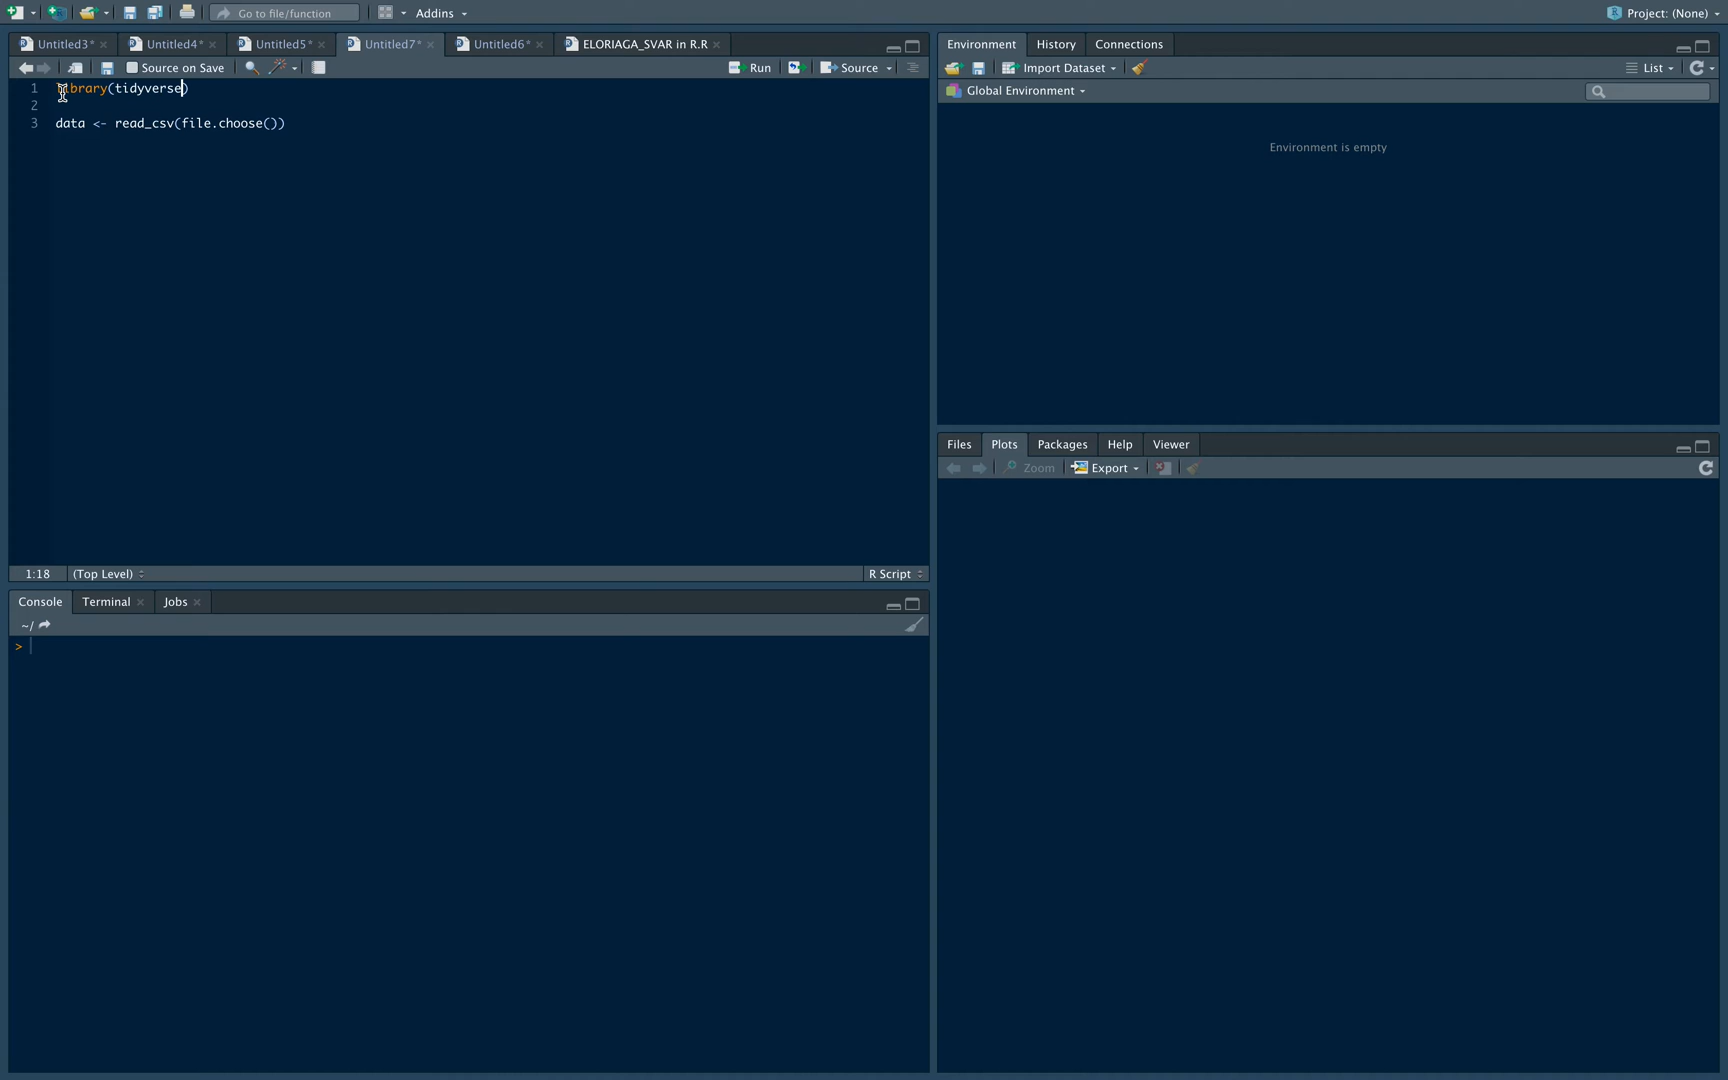 Go to file/function
Addins
Project: (None)
Untitled3* Untitled4* Untitled5* Untitled7* Untitled6* ELORIAGA_SVAR in R.R
Source on Save Run Source
1 library(tidyverse)
2
3 data <- read_csv(file.choose())
1:18 (Top Level) R Script
Console Terminal Jobs
~/
>
Environment History Connections
Import Dataset List
Global Environment
Environment is empty
Files Plots Packages Help Viewer
Zoom Export